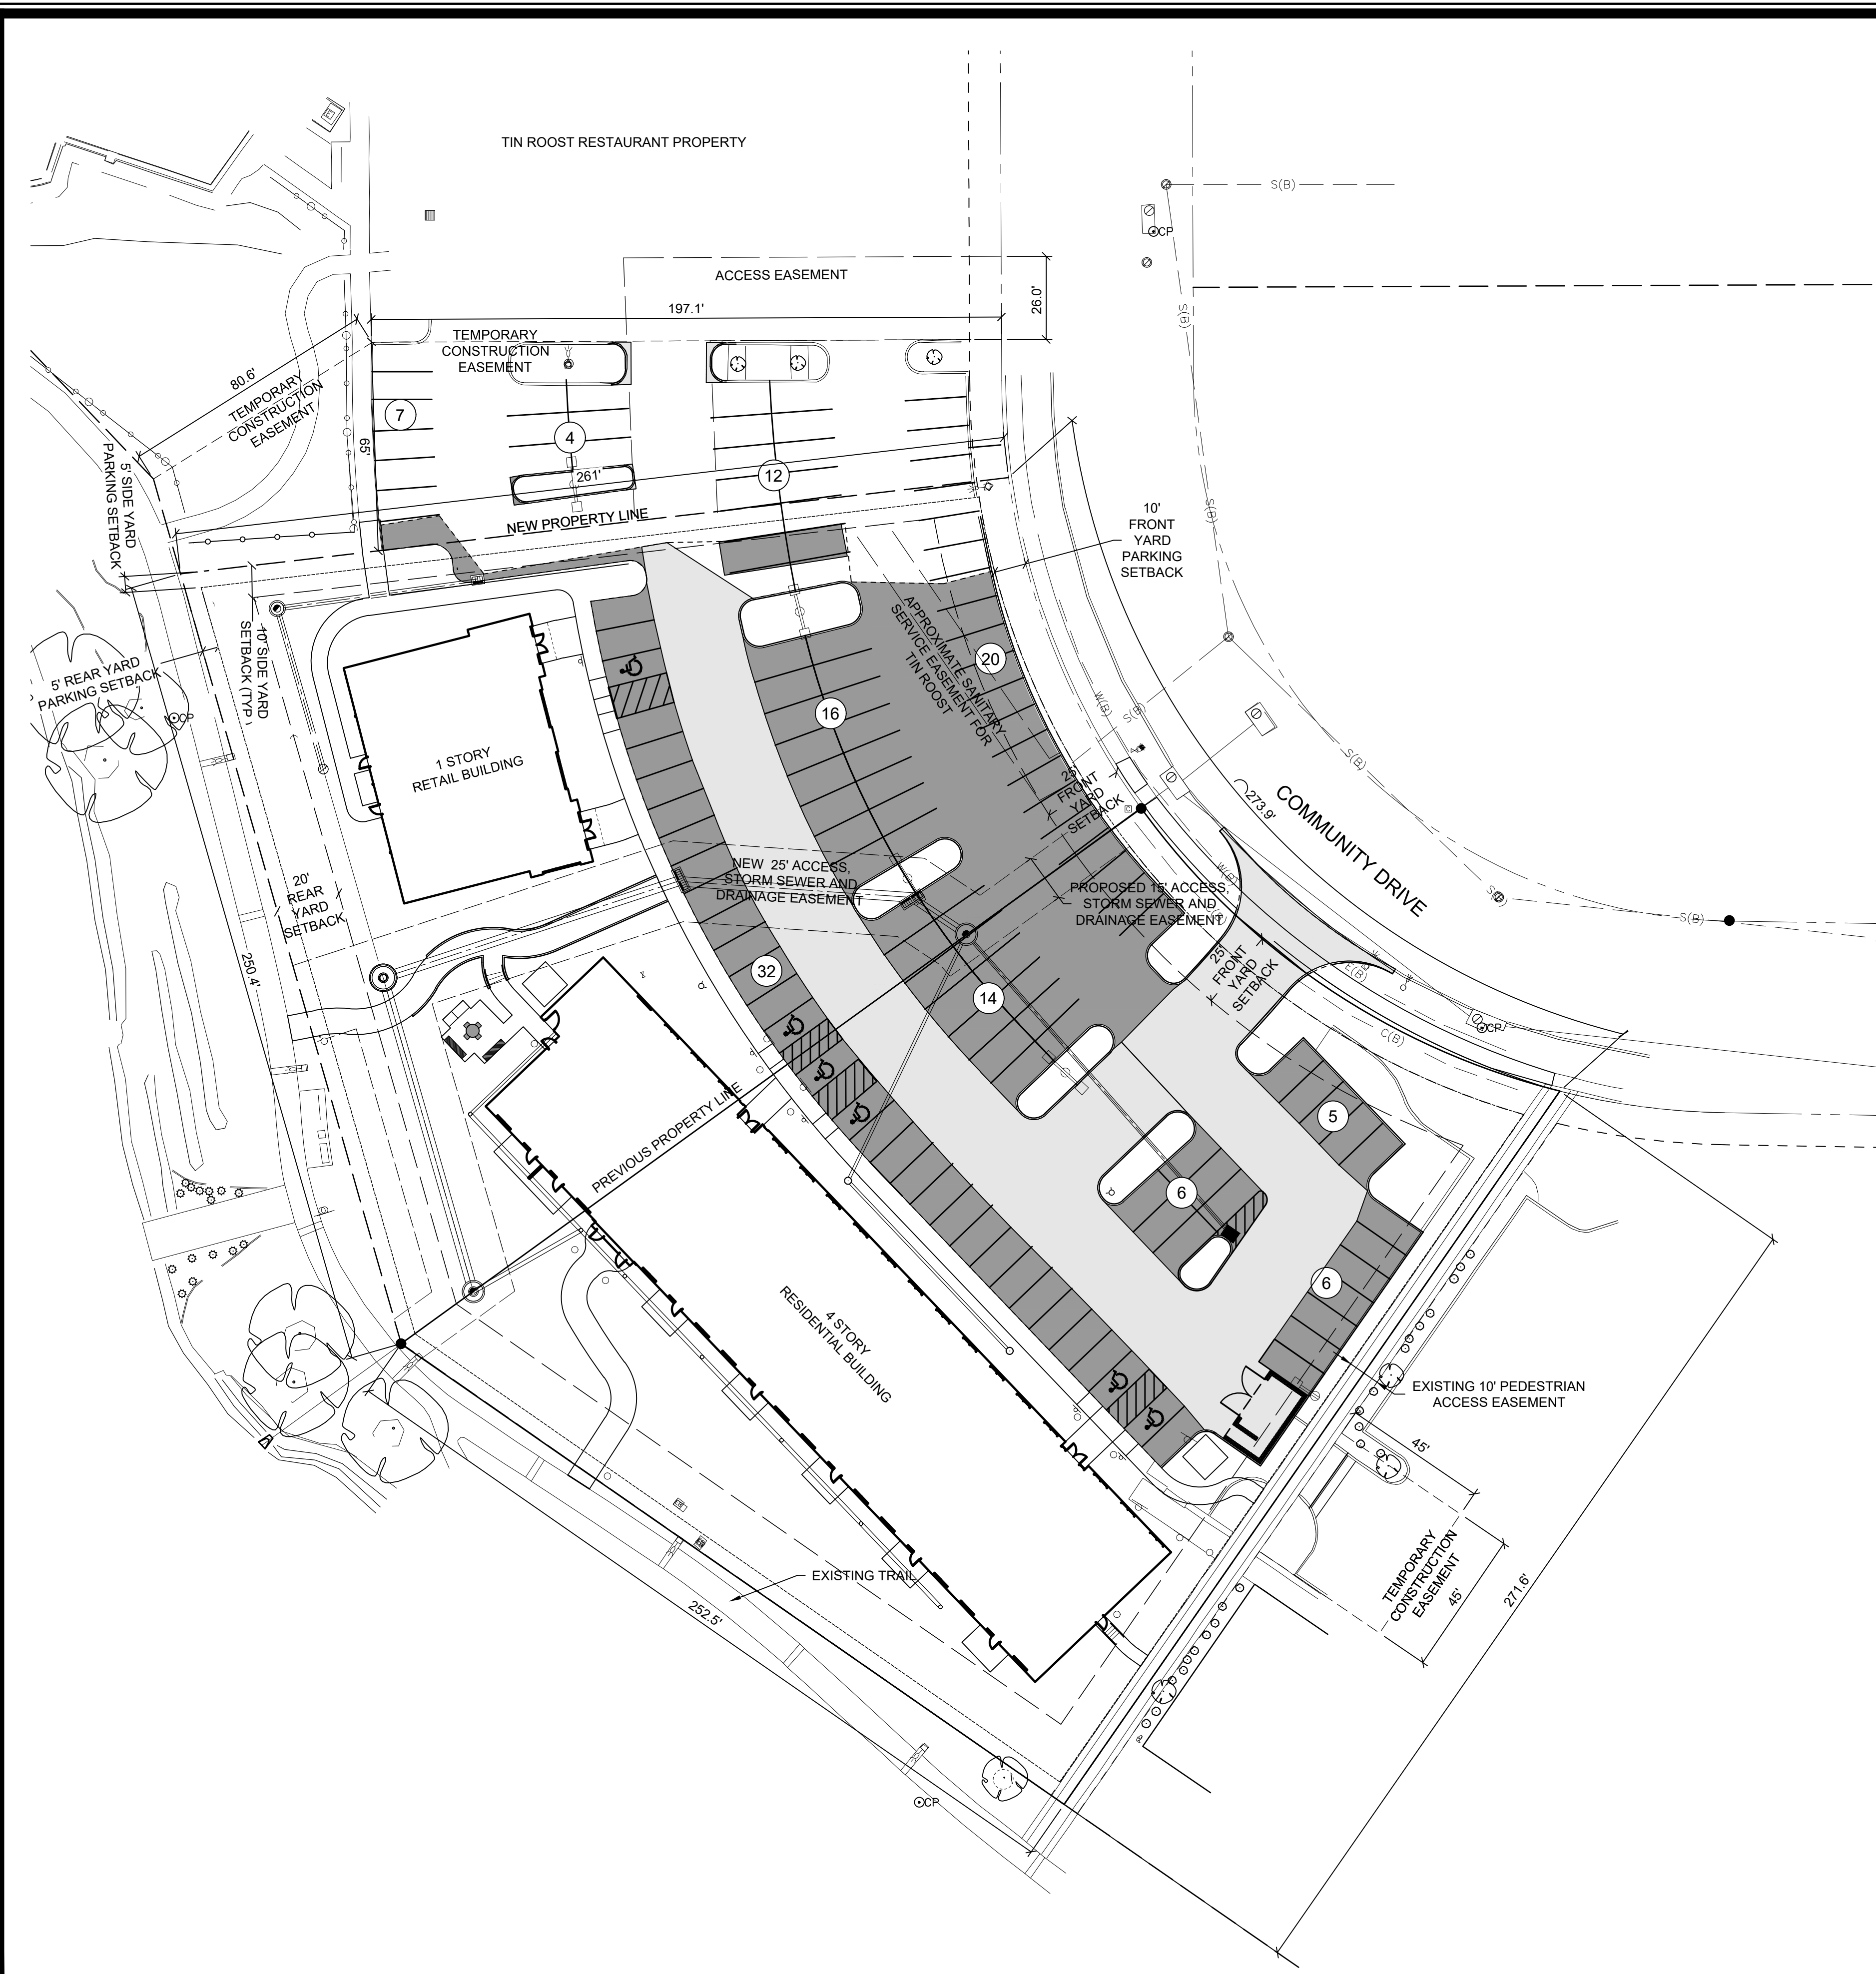 TIN ROOST RESTAURANT PROPERTY
S(B)
CP
ACCESS EASEMENT
197.1'
26.0'
S(B)
TEMPORARY
CONSTRUCTION
EASEMENT
80.6'
TEMPORARY
CONSTRUCTION
EASEMENT
7
4
12
65'
261'
5' SIDE YARD
PARKING SETBACK
NEW PROPERTY LINE
10'
FRONT
YARD
PARKING
SETBACK
S(B)
10' SIDE YARD
SETBACK (TYP.)
5' REAR YARD
PARKING SETBACK
CP
APPROXIMATE SANITARY
SERVICE EASEMENT FOR
TIN ROOST
20
16
W(B)
S(B)
S(B)
1 STORY
RETAIL BUILDING
25'
FRONT
YARD
SETBACK
273.9'
COMMUNITY DRIVE
NEW 25' ACCESS,
STORM SEWER AND
DRAINAGE EASEMENT
PROPOSED 15' ACCESS,
STORM SEWER AND
DRAINAGE EASEMENT
W(B)
S(B)
S(B)
20'
REAR
YARD
SETBACK
25'
FRONT
YARD
SETBACK
E(B)
C(B)
CP
250.4'
32
14
5
PREVIOUS PROPERTY LINE
6
6
4 STORY
RESIDENTIAL BUILDING
EXISTING 10' PEDESTRIAN
ACCESS EASEMENT
45'
TEMPORARY
CONSTRUCTION
EASEMENT
45'
271.6'
EXISTING TRAIL
252.5'
CP